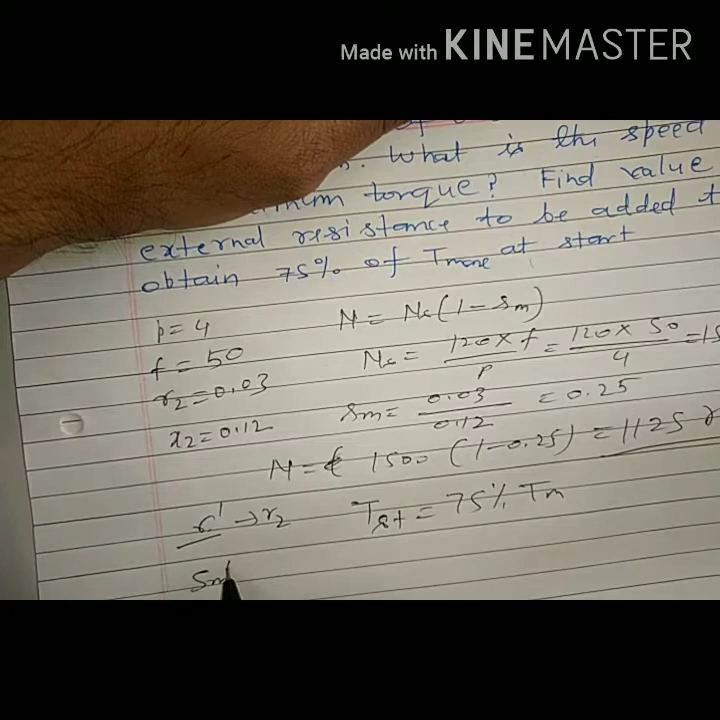 Made with KINEMASTER
What is the speed
torque? Find value
external resistance to be added t
obtain 75% of Tmax at start
p = 4
N = Ns(1 - sm)
f = 50
Ns = 120 x f / P = 120 x 50 / 4 = 15
r2 = 0.03
sm = 0.03 / 0.12 = 0.25
x2 = 0.12
N = 1500 (1 - 0.25) = 1125 r
r' → r2 Tst = 75% Tm
Sm'